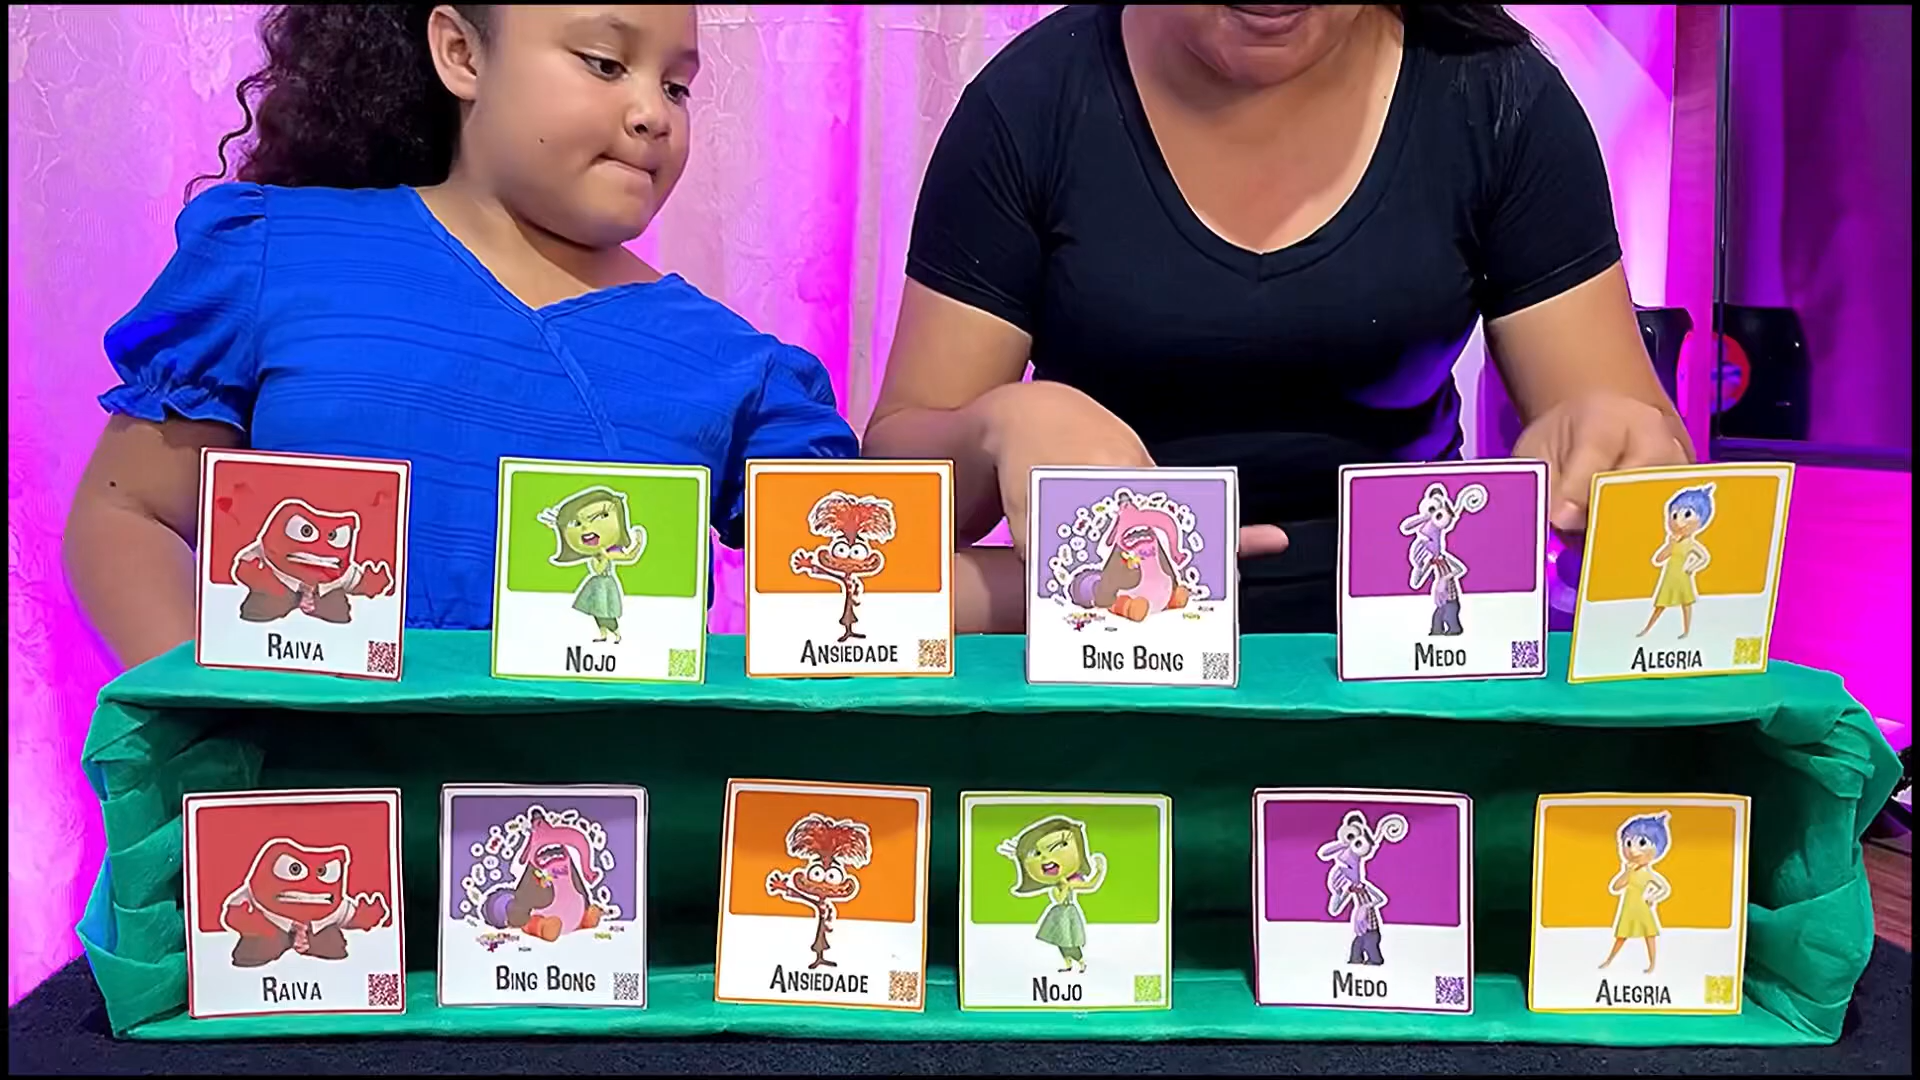 RAIVA
NOJO
ANSIEDADE
BING BONG
MEDO
ALEGRIA
RAIVA
BING BONG
ANSIEDADE
NOJO
MEDO
ALEGRIA